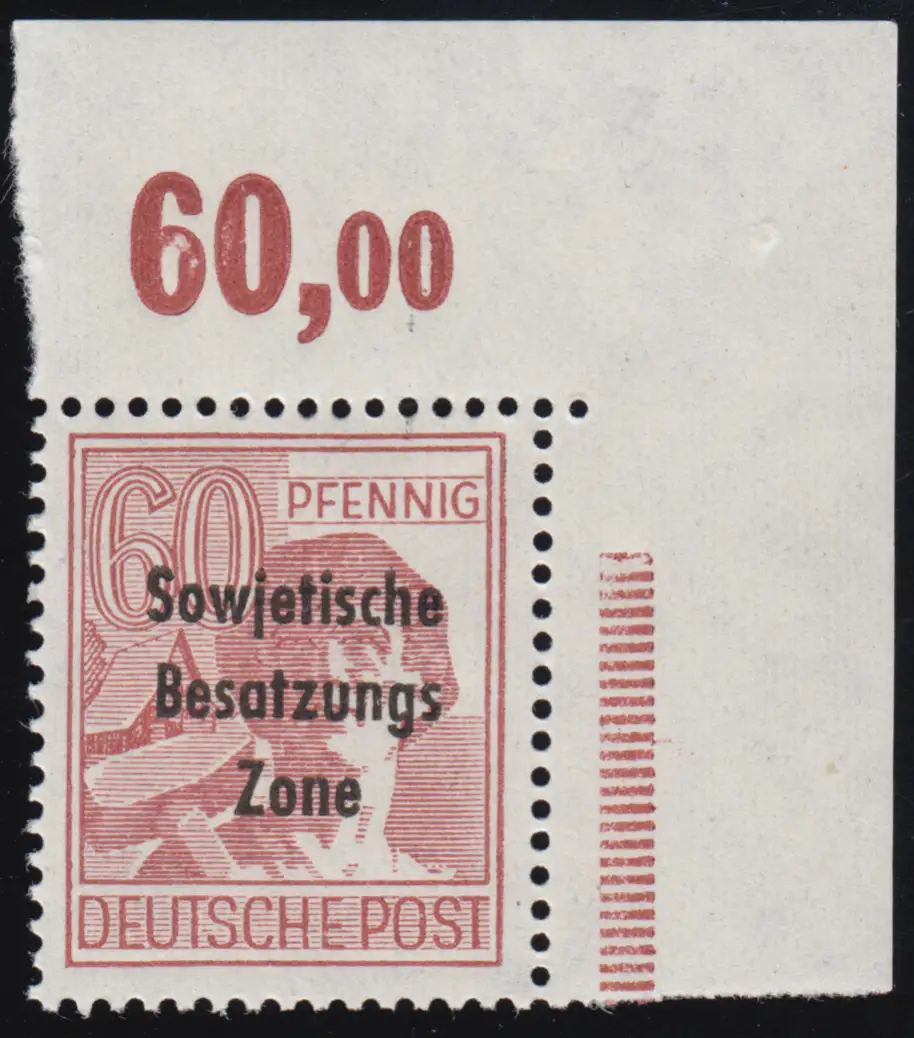 60,00
60 PFENNIG
Sowjetische
Besatzungs
Zone
DEUTSCHE POST